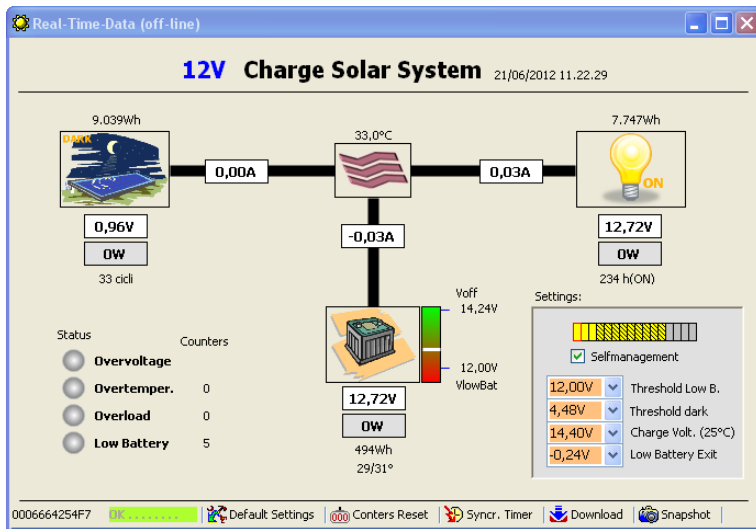 Real-Time-Data (off-line)
12V Charge Solar System 21/06/2012 11.22.29
9.039Wh
33,0°C
7.747Wh
DARK
0,00A
0,03A
ON
0,96V
0W
33 cicli
-0,03A
12,72V
0W
234 h(ON)
Voff
14,24V
12,00V
VlowBat
Settings:
Selfmanagement
12,00V Threshold Low B.
4,48V Threshold dark
14,40V Charge Volt. (25°C)
-0,24V Low Battery Exit
Status Counters
Overvoltage
Overtemper. 0
Overload 0
Low Battery 5
12,72V
0W
494Wh
29/31°
0006664254F7 OK........ Default Settings 000 Conters Reset Syncr. Timer Download Snapshot